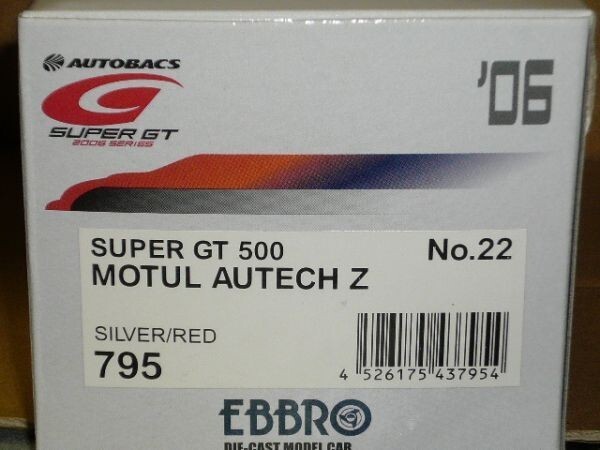 AUTOBACS
'06
SUPER GT
2006 SERIES
SUPER GT 500 No.22
MOTUL AUTECH Z
SILVER/RED
795
4 526175 437954
EBBRO
DIE-CAST MODEL CAR